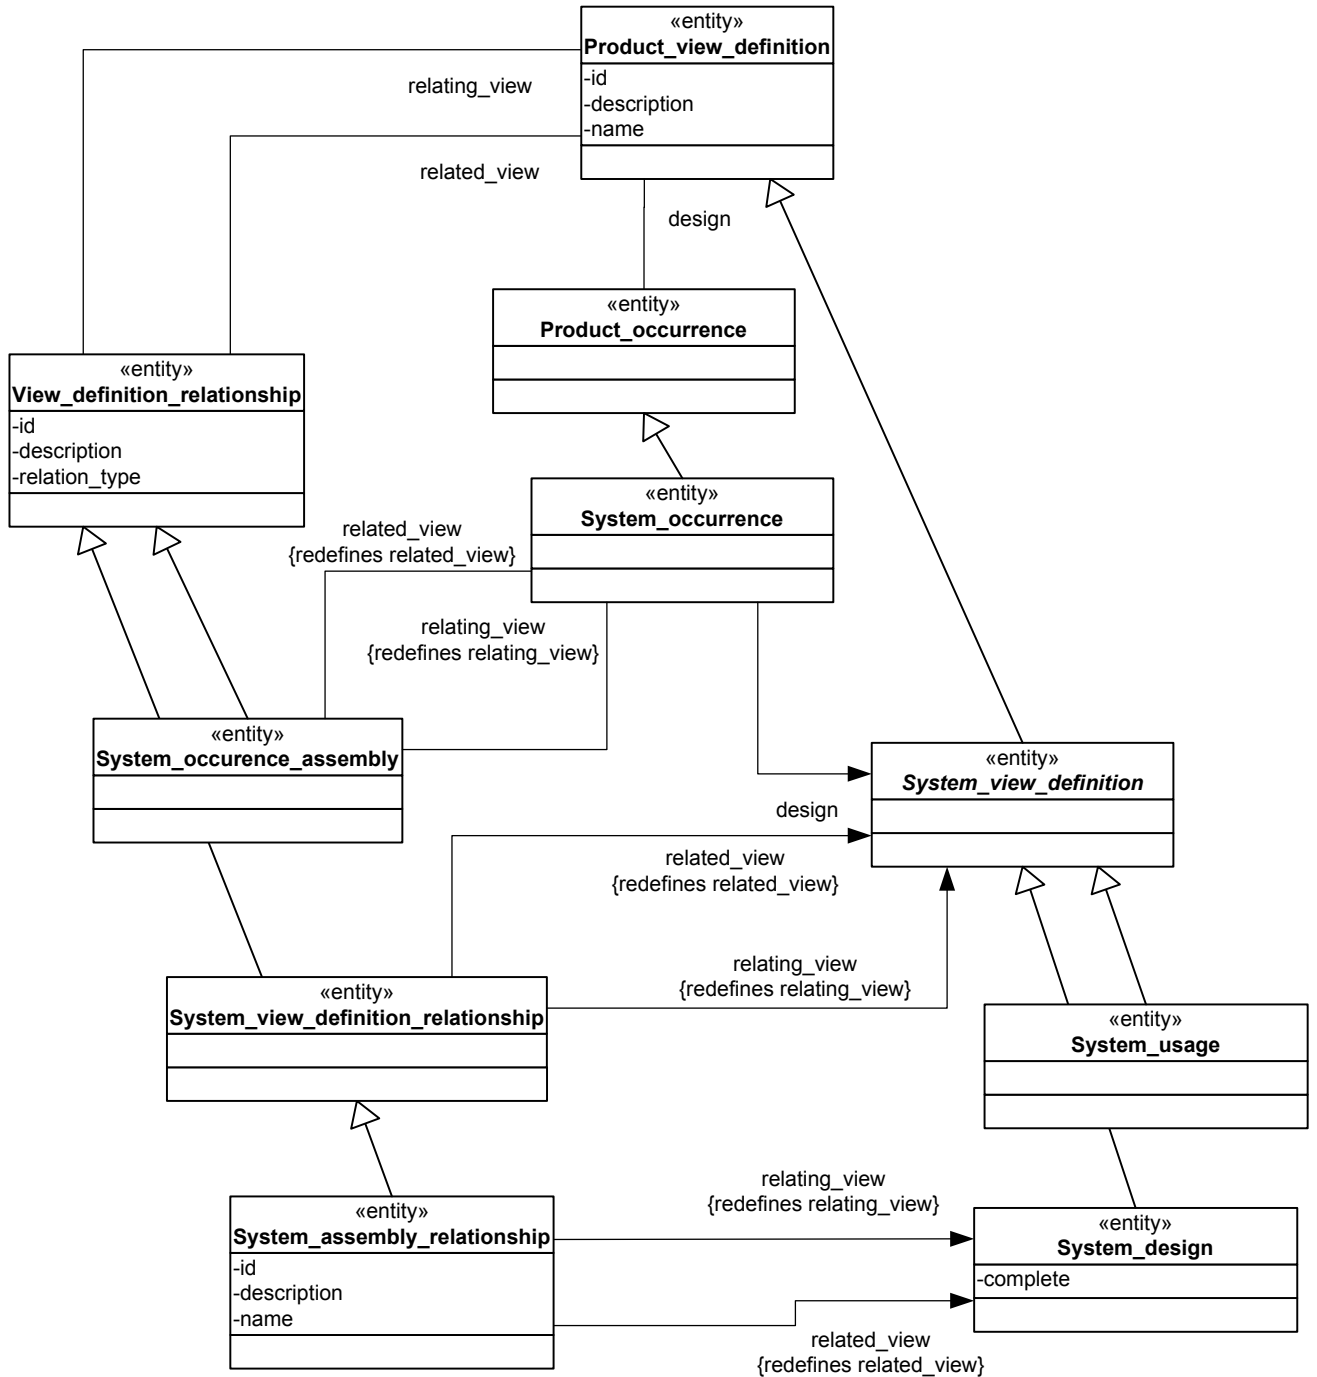 «entity»
Product_view_definition
-id
-description
-name
relating_view
related_view
design
«entity»
Product_occurrence
«entity»
View_definition_relationship
-id
-description
-relation_type
«entity»
System_occurrence
related_view
{redefines related_view}
relating_view
{redefines relating_view}
«entity»
System_occurence_assembly
«entity»
System_view_definition
design
related_view
{redefines related_view}
relating_view
{redefines relating_view}
«entity»
System_view_definition_relationship
«entity»
System_usage
relating_view
{redefines relating_view}
«entity»
System_assembly_relationship
-id
-description
-name
«entity»
System_design
-complete
related_view
{redefines related_view}